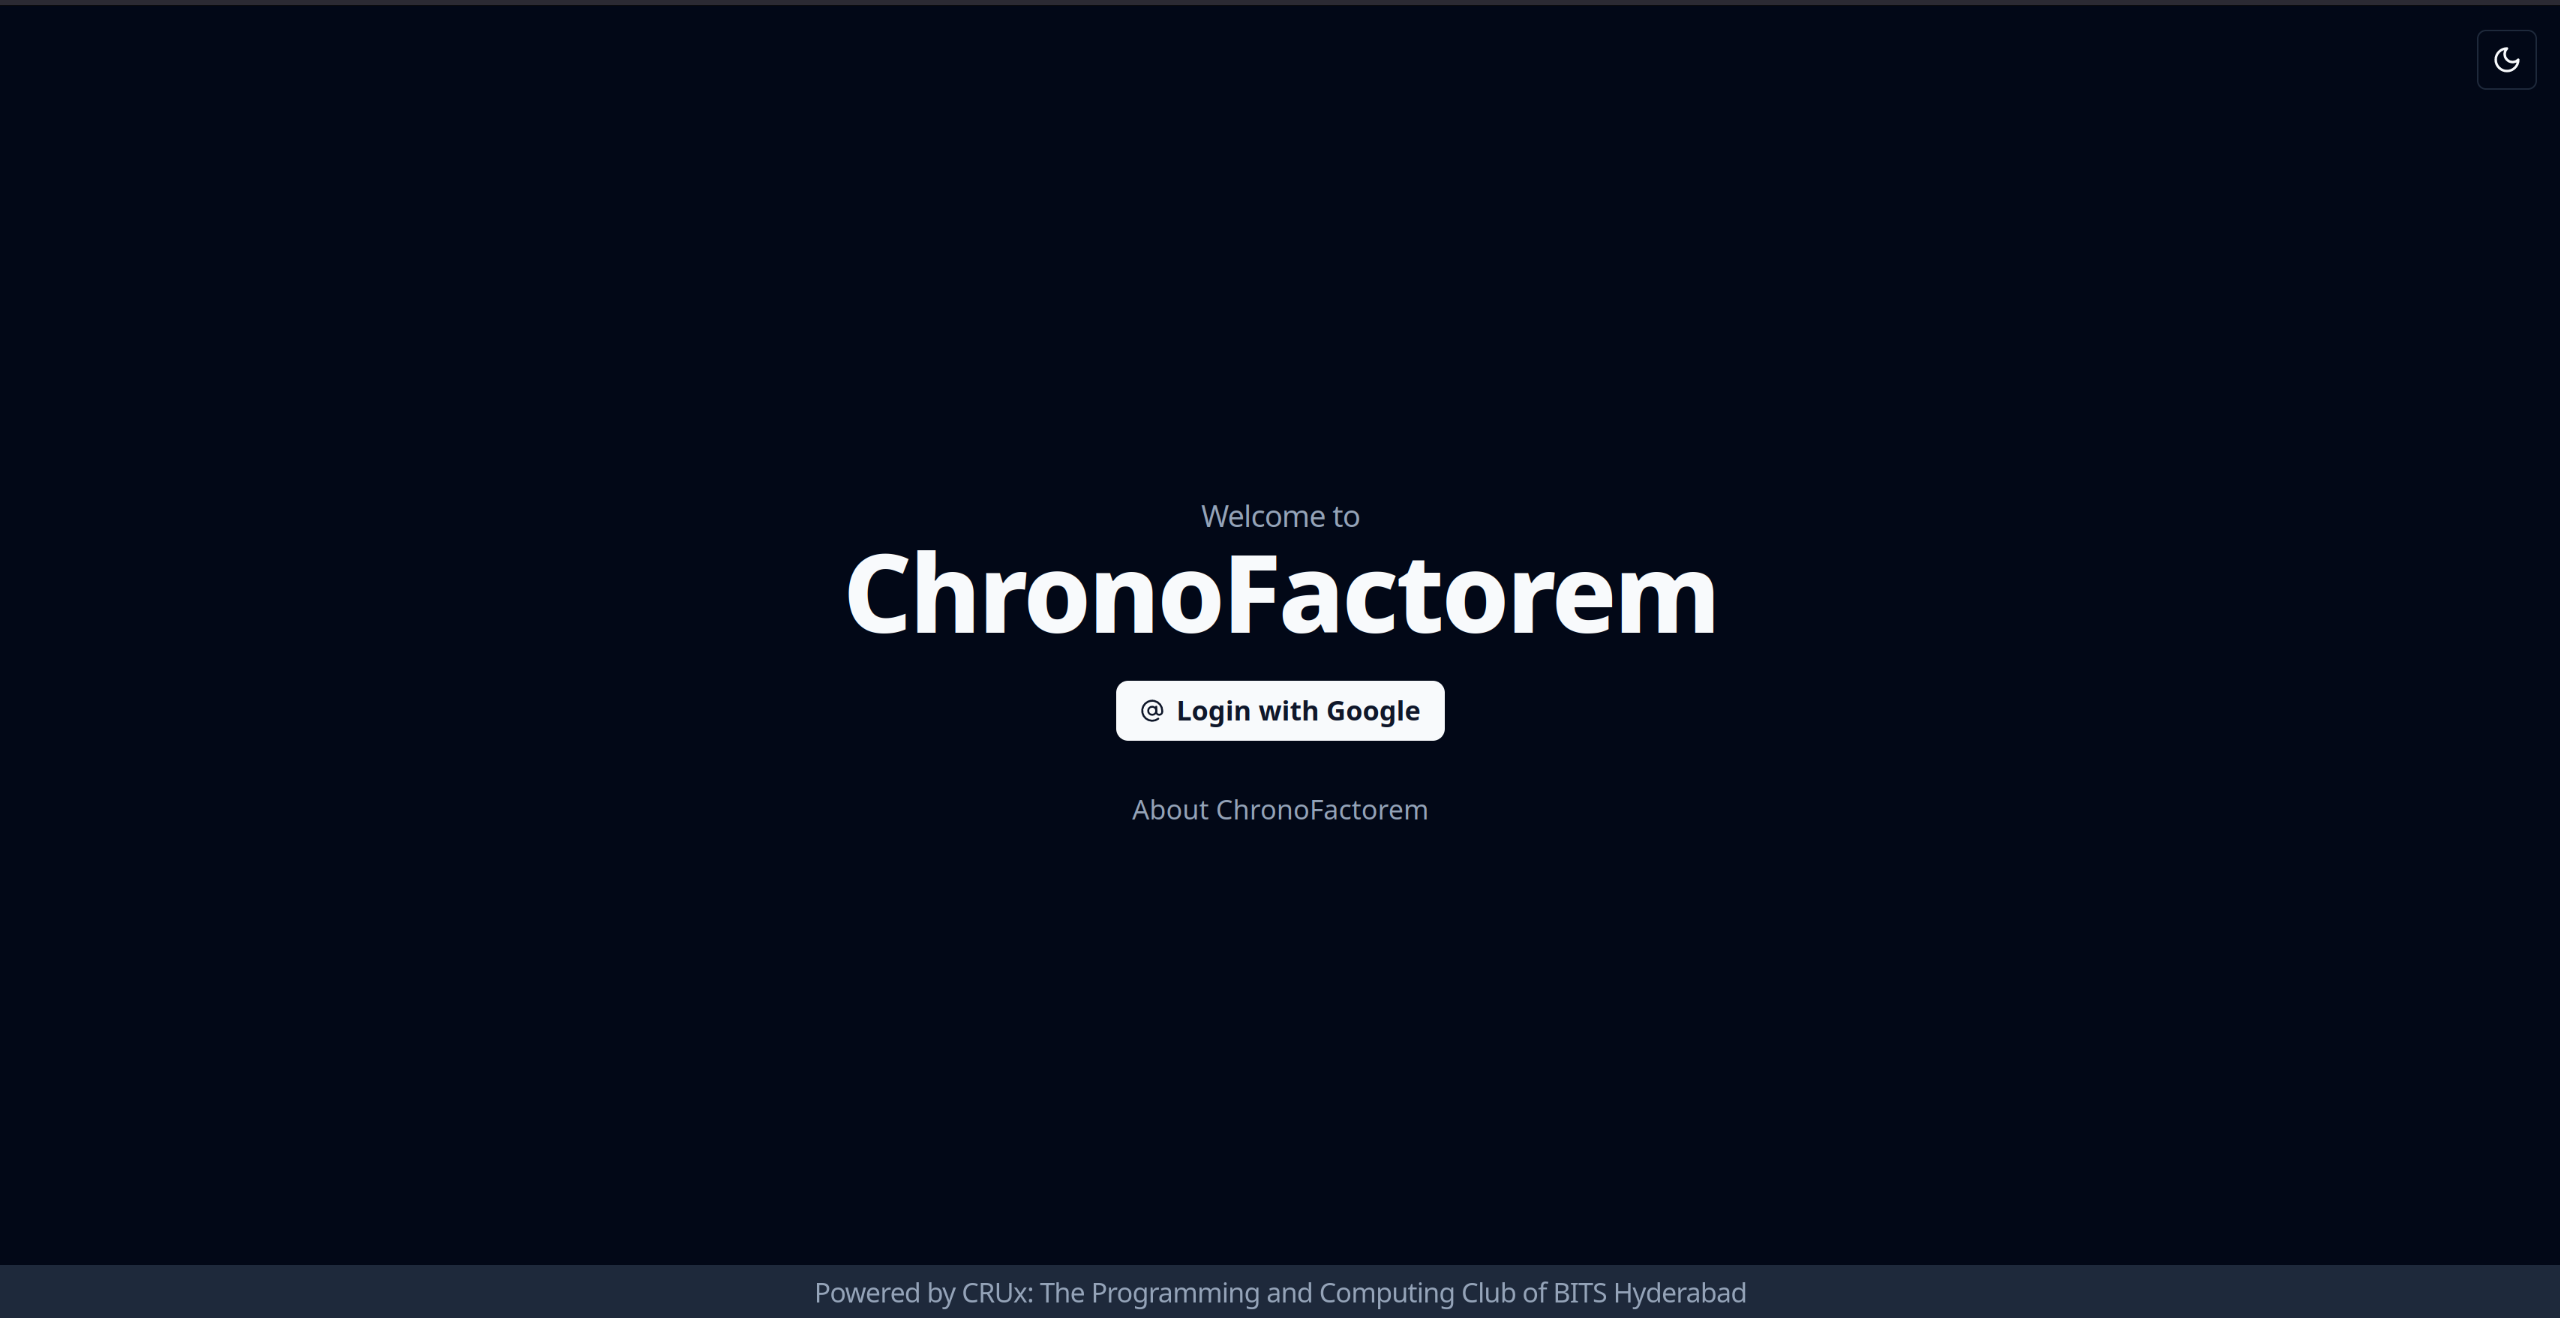 Welcome to
ChronoFactorem
@ Login with Google
About ChronoFactorem
Powered by CRUx: The Programming and Computing Club of BITS Hyderabad